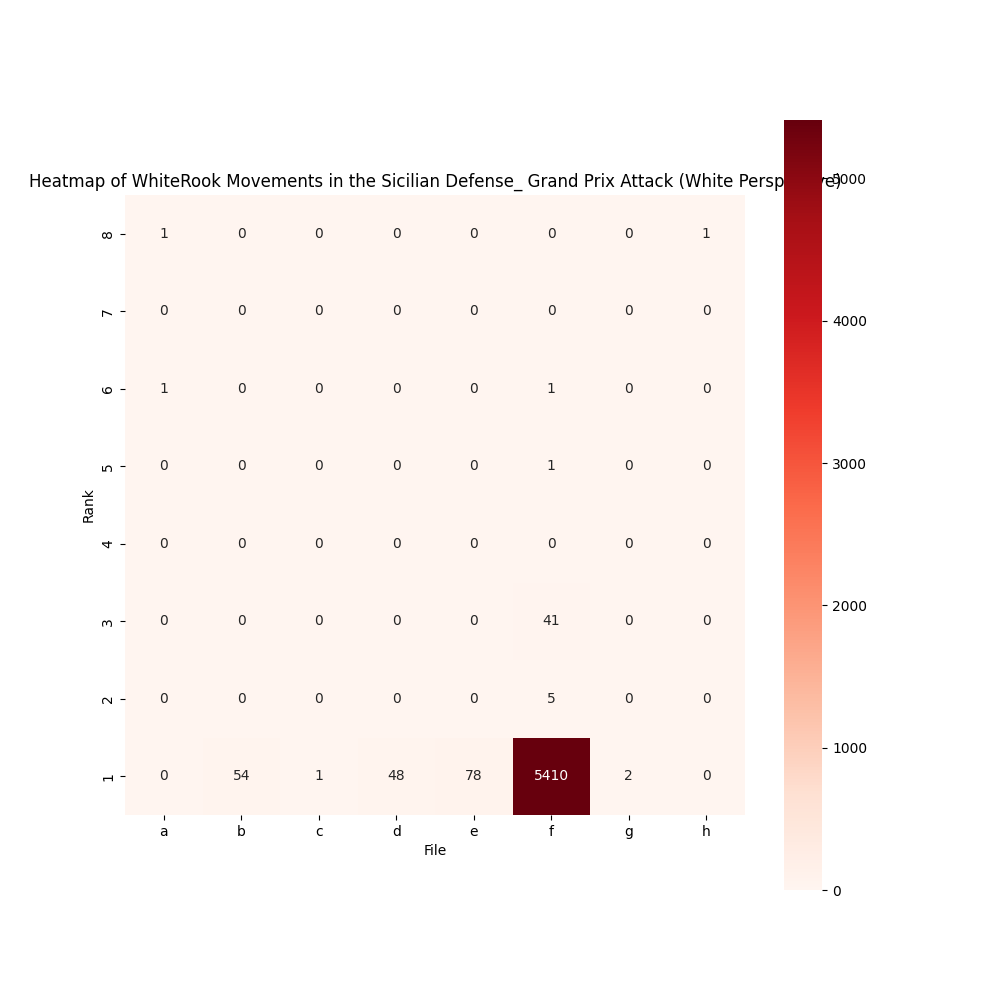 Heatmap of WhiteRook Movements in the Sicilian Defense_ Grand Prix Attack (White Persp ve)
8 1 0 0 0 0 0 0 1
7 0 0 0 0 0 0 0 0
6 1 0 0 0 0 1 0 0
5 0 0 0 0 0 1 0 0
4 0 0 0 0 0 0 0 0
3 0 0 0 0 0 41 0 0
2 0 0 0 0 0 5 0 0
1 0 54 1 48 78 5410 2 0
a b c d e f g h
File
Rank
5000
4000
3000
2000
1000
0